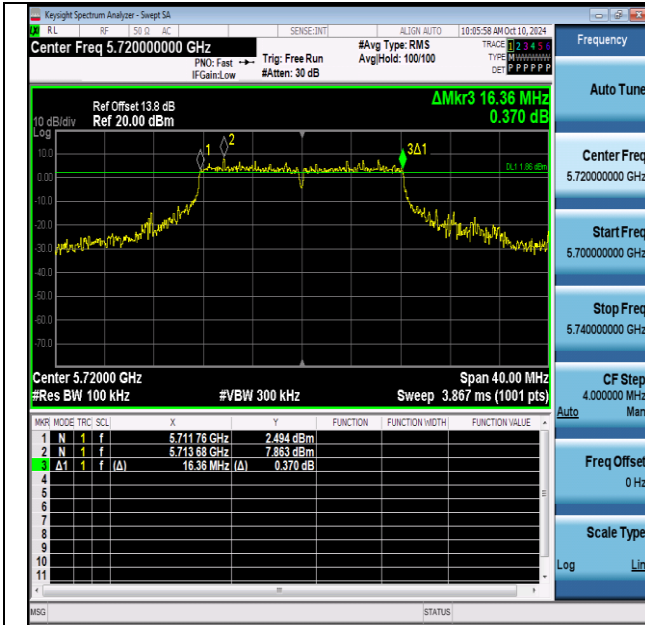 Keysight Spectrum Analyzer - Swept SA
LXI RL RF 50 Ω AC SENSE:INT ALIGN AUTO 10:05:58 AM Oct 10, 2024
Center Freq 5.720000000 GHz #Avg Type: RMS TRACE 1 2 3 4 5 6
PNO: Fast Trig: Free Run Avg|Hold: 100/100 TYPE M W W W W W
IFGain:Low #Atten: 30 dB DET P P P P P P
ΔMkr3 16.36 MHz
Ref Offset 13.8 dB
10 dB/div Ref 20.00 dBm 0.370 dB
Log
10.0
0.00
-10.0
-20.0
-30.0
-40.0
-50.0
-60.0
-70.0
1
2
3Δ1
DL1 1.86 dBm
Center 5.72000 GHz Span 40.00 MHz
#Res BW 100 kHz #VBW 300 kHz Sweep 3.867 ms (1001 pts)
MKR MODE TRC SCL X Y FUNCTION FUNCTION WIDTH FUNCTION VALUE
1 N 1 f 5.711 76 GHz 2.494 dBm
2 N 1 f 5.713 68 GHz 7.863 dBm
3 Δ1 1 f (Δ) 16.36 MHz (Δ) 0.370 dB
4
5
6
7
8
9
10
11
MSG STATUS
Frequency
Auto Tune
Center Freq
5.720000000 GHz
Start Freq
5.700000000 GHz
Stop Freq
5.740000000 GHz
CF Step
4.000000 MHz
Auto Man
Freq Offset
0 Hz
Scale Type
Log Lin